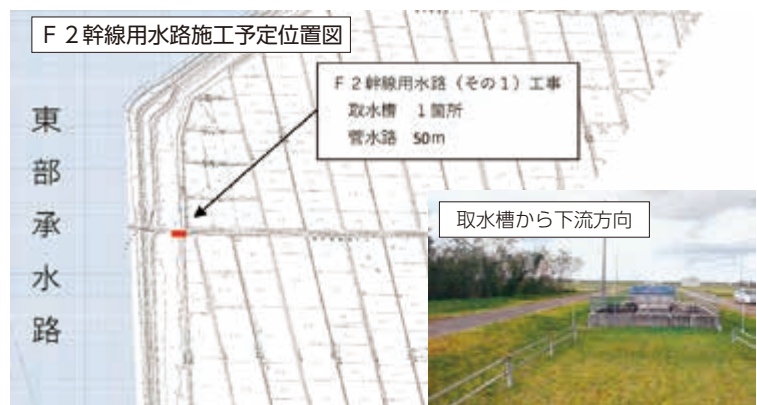 F2幹線用水路施工予定位置図
F2幹線用水路（その1）工事
取水槽　1箇所
管水路　50m
東部承水路
取水槽から下流方向